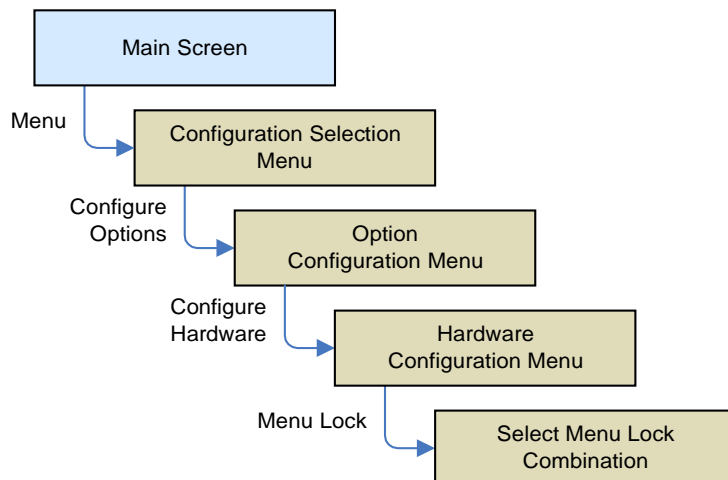 Main Screen
Menu
Configuration Selection
Menu
Configure
Options
Option
Configuration Menu
Configure
Hardware
Hardware
Configuration Menu
Menu Lock
Select Menu Lock
Combination